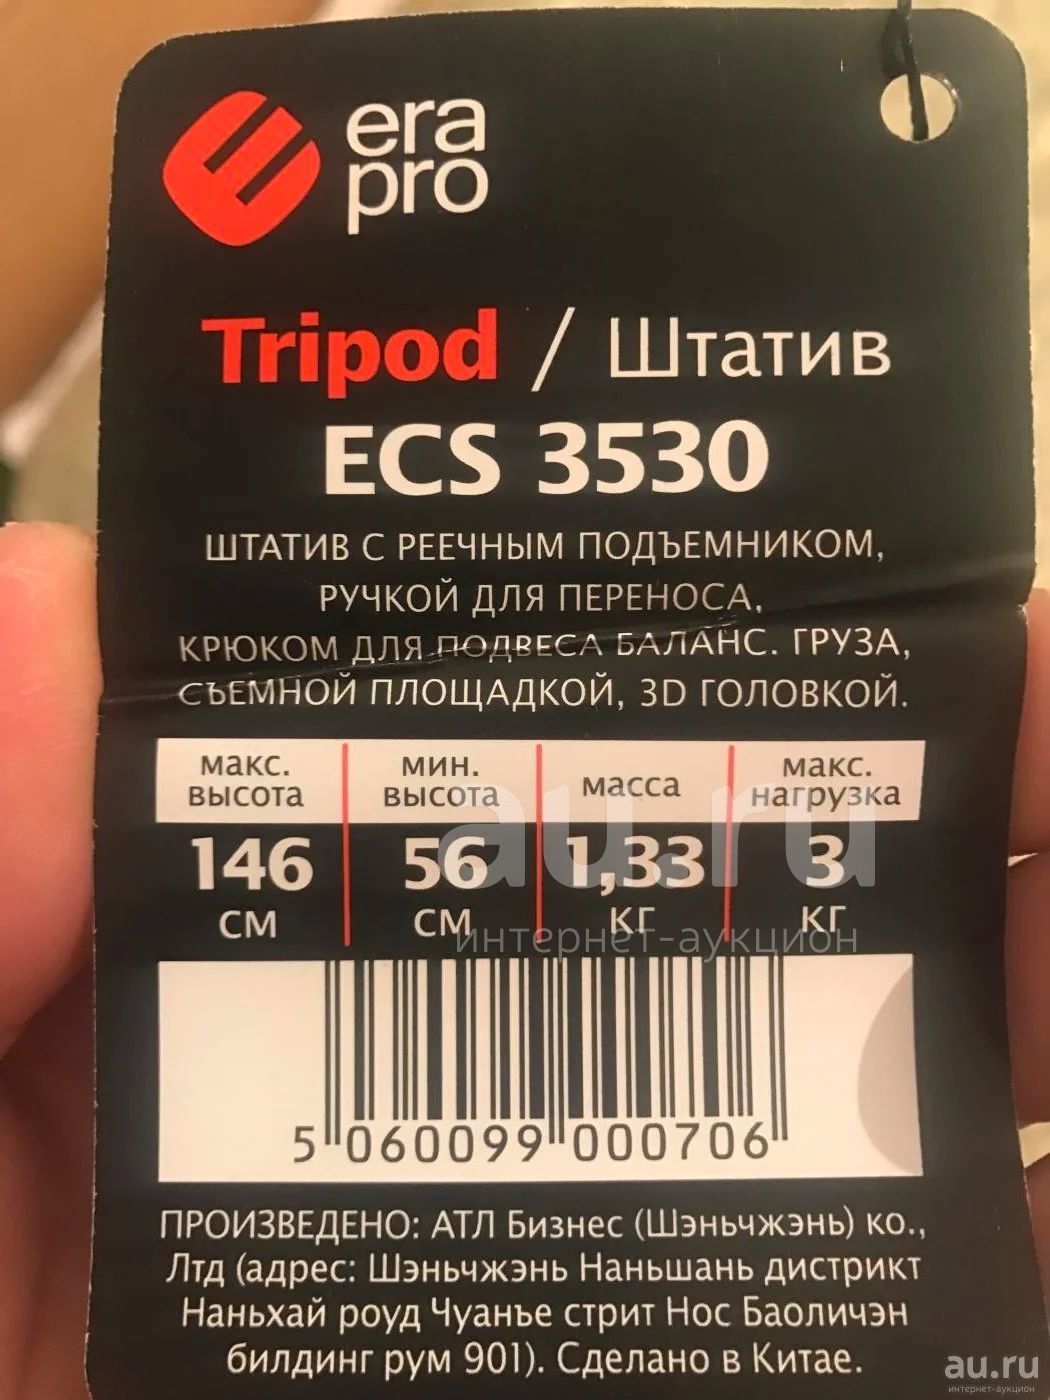 era
pro
Tripod / Штатив
ECS 3530
ШТАТИВ С РЕЕЧНЫМ ПОДЪЕМНИКОМ,
РУЧКОЙ ДЛЯ ПЕРЕНОСА,
КРЮКОМ ДЛЯ ПОДВЕСА БАЛАНС. ГРУЗА,
СЪЕМНОЙ ПЛОЩАДКОЙ, 3D ГОЛОВКОЙ.
макс. высота
мин. высота
масса
макс. нагрузка
146 см
56 см
1,33 кг
3 кг
au.ru
интернет-аукцион
5 060099 000706
ПРОИЗВЕДЕНО: АТЛ Бизнес (Шэньчжэнь) ко.,
Лтд (адрес: Шэньчжэнь Наньшань дистрикт
Наньхай роуд Чуанье стрит Нос Баоличэн
билдинг рум 901). Сделано в Китае.
au.ru
интернет-аукцион